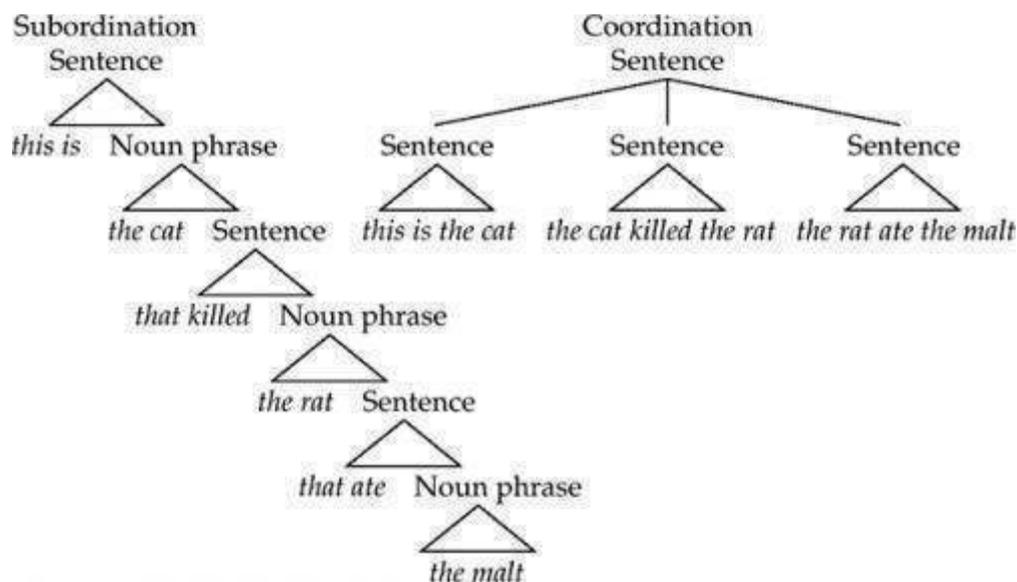 Subordination Coordination
Sentence Sentence
this is Noun phrase Sentence Sentence Sentence
the cat Sentence this is the cat the cat killed the rat the rat ate the malt
that killed Noun phrase
the rat Sentence
that ate Noun phrase
the malt